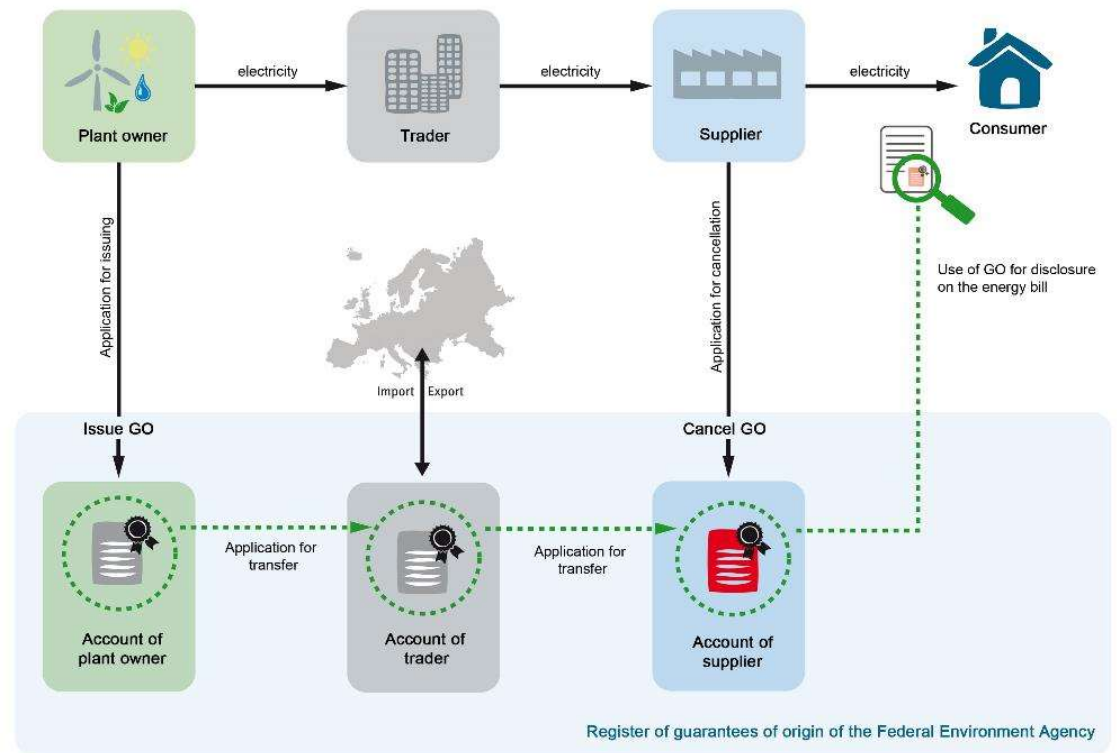 electricity
electricity
electricity
Plant owner
Trader
Supplier
Consumer
Application for issuing
Application for cancellation
Use of GO for disclosure
on the energy bill
Import
Export
Issue GO
Cancel GO
Application for
transfer
Application for
transfer
Account of
plant owner
Account of
trader
Account of
supplier
Register of guarantees of origin of the Federal Environment Agency